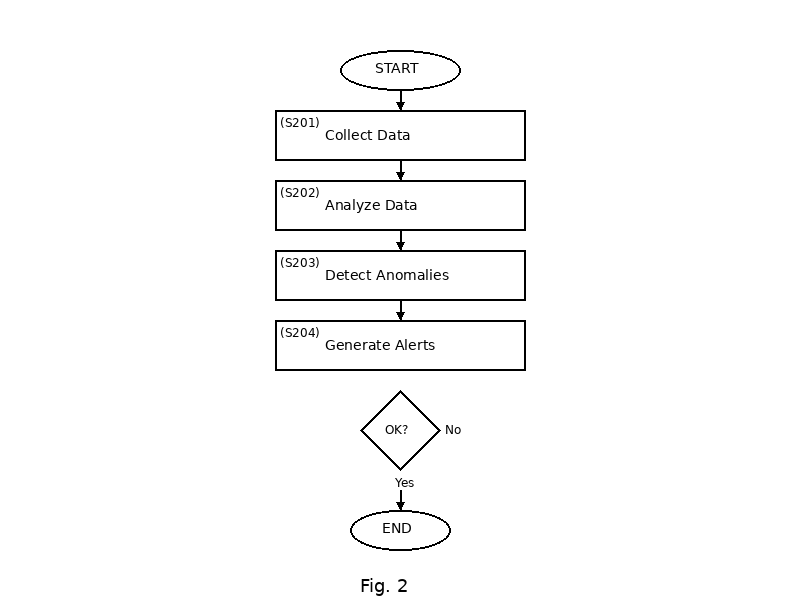 START
(S201)
Collect Data
(S202)
Analyze Data
(S203)
Detect Anomalies
(S204)
Generate Alerts
OK?
No
Yes
END
Fig. 2